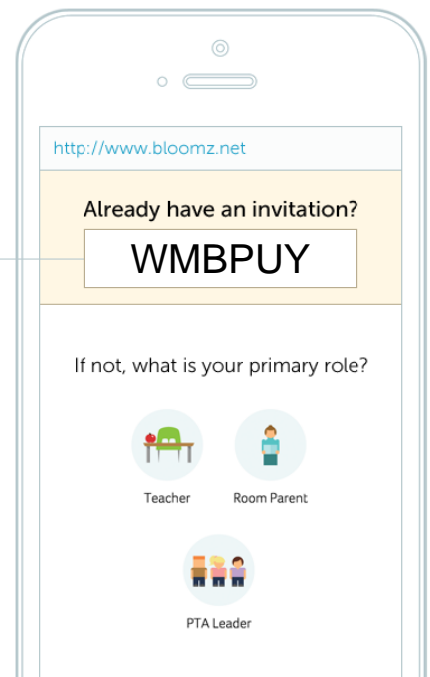 http://www.bloomz.net
Already have an invitation?
WMBPUY
If not, what is your primary role?
Teacher
Room Parent
PTA Leader